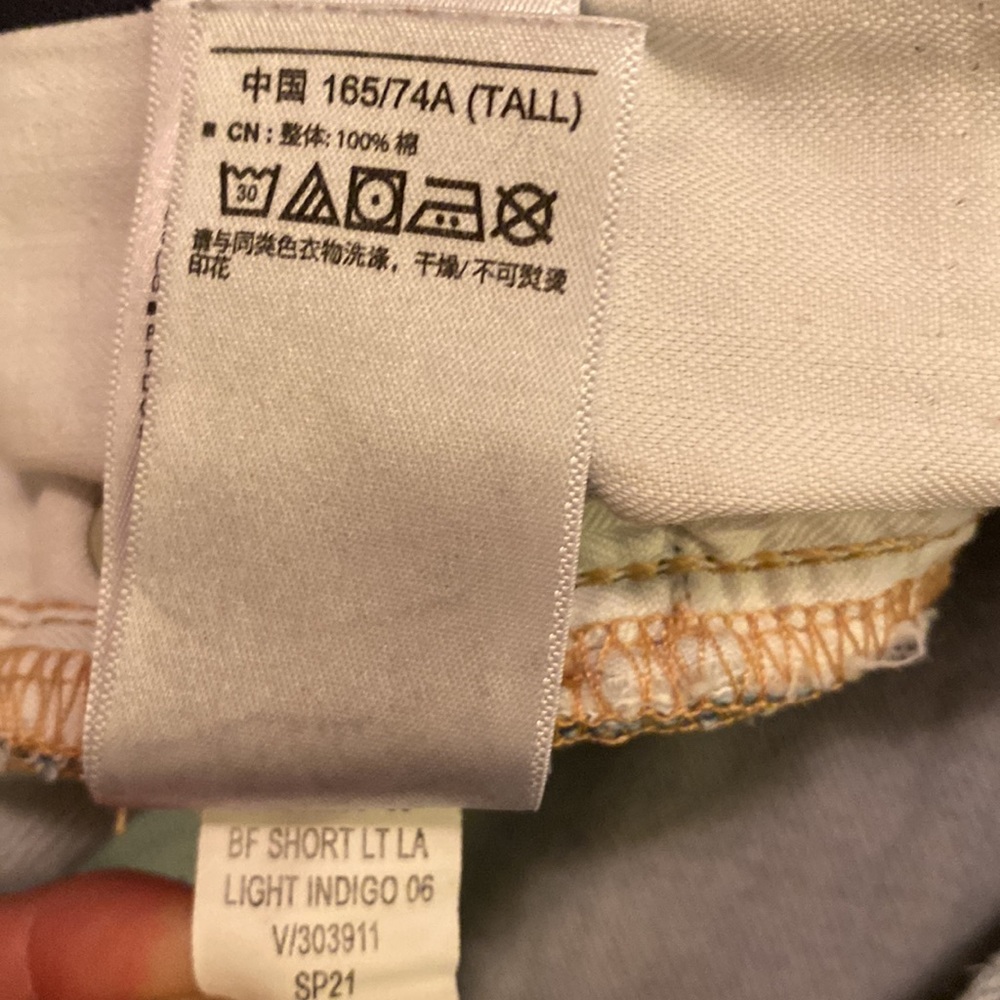 中国 165/74A (TALL)
■ CN : 整体: 100% 棉
30
请与同类色衣物洗涤，干燥/ 不可熨烫
印花
BF SHORT LT LA
LIGHT INDIGO 06
V/303911
SP21